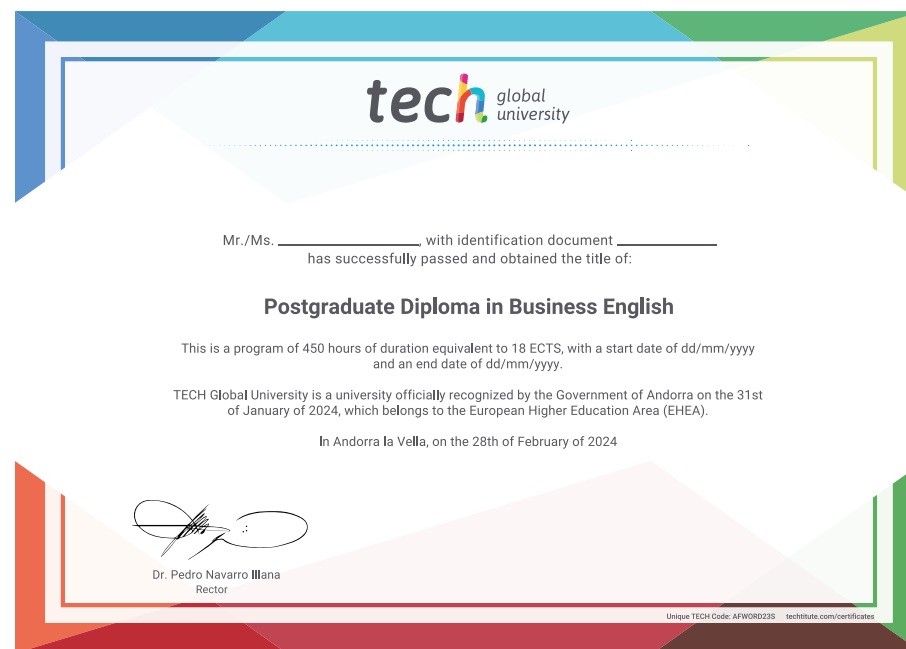 tech global university
Mr./Ms. ____________, with identification document ____________
has successfully passed and obtained the title of:
Postgraduate Diploma in Business English
This is a program of 450 hours of duration equivalent to 18 ECTS, with a start date of dd/mm/yyyy
and an end date of dd/mm/yyyy.
TECH Global University is a university officially recognized by the Government of Andorra on the 31st
of January of 2024, which belongs to the European Higher Education Area (EHEA).
In Andorra la Vella, on the 28th of February of 2024
Dr. Pedro Navarro Illana
Rector
Unique TECH Code: AFWORD23S techtitute.com/certificates